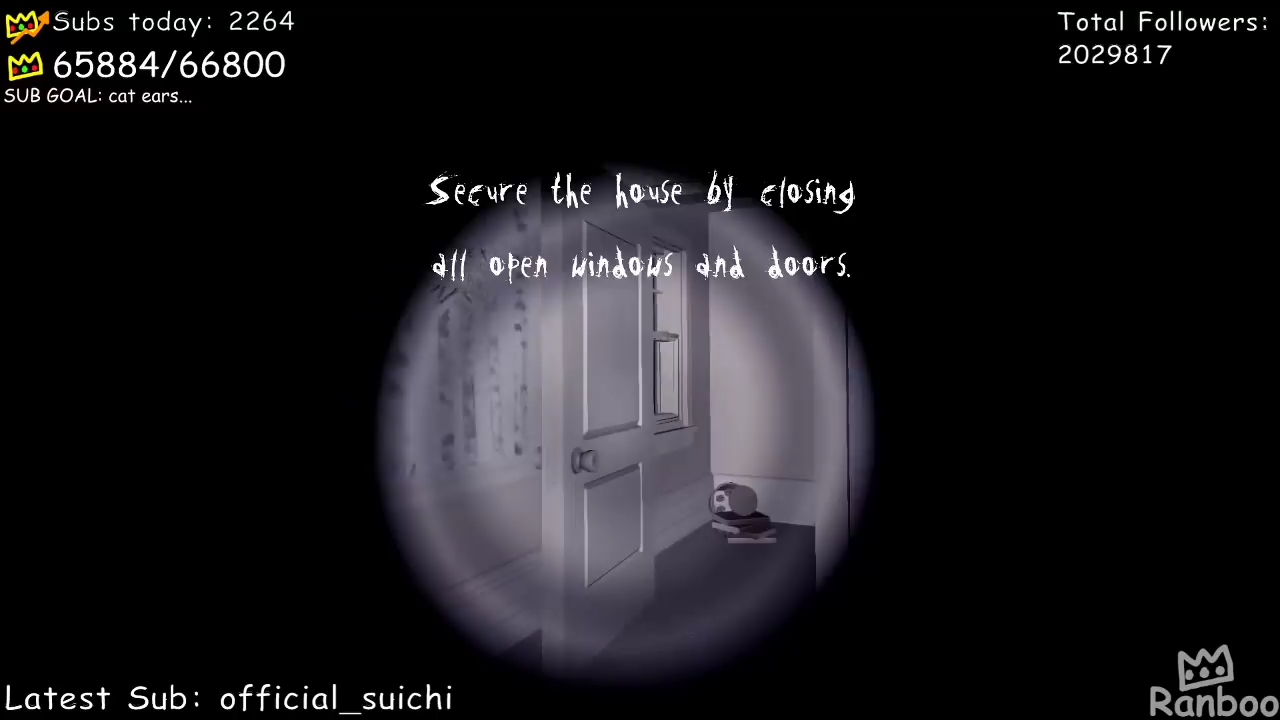 Subs today: 2264
65884/66800
SUB GOAL: cat ears...
Total Followers:
2029817
Secure the house by closing
all open windows and doors.
Latest Sub: official_suichi
Ranboo